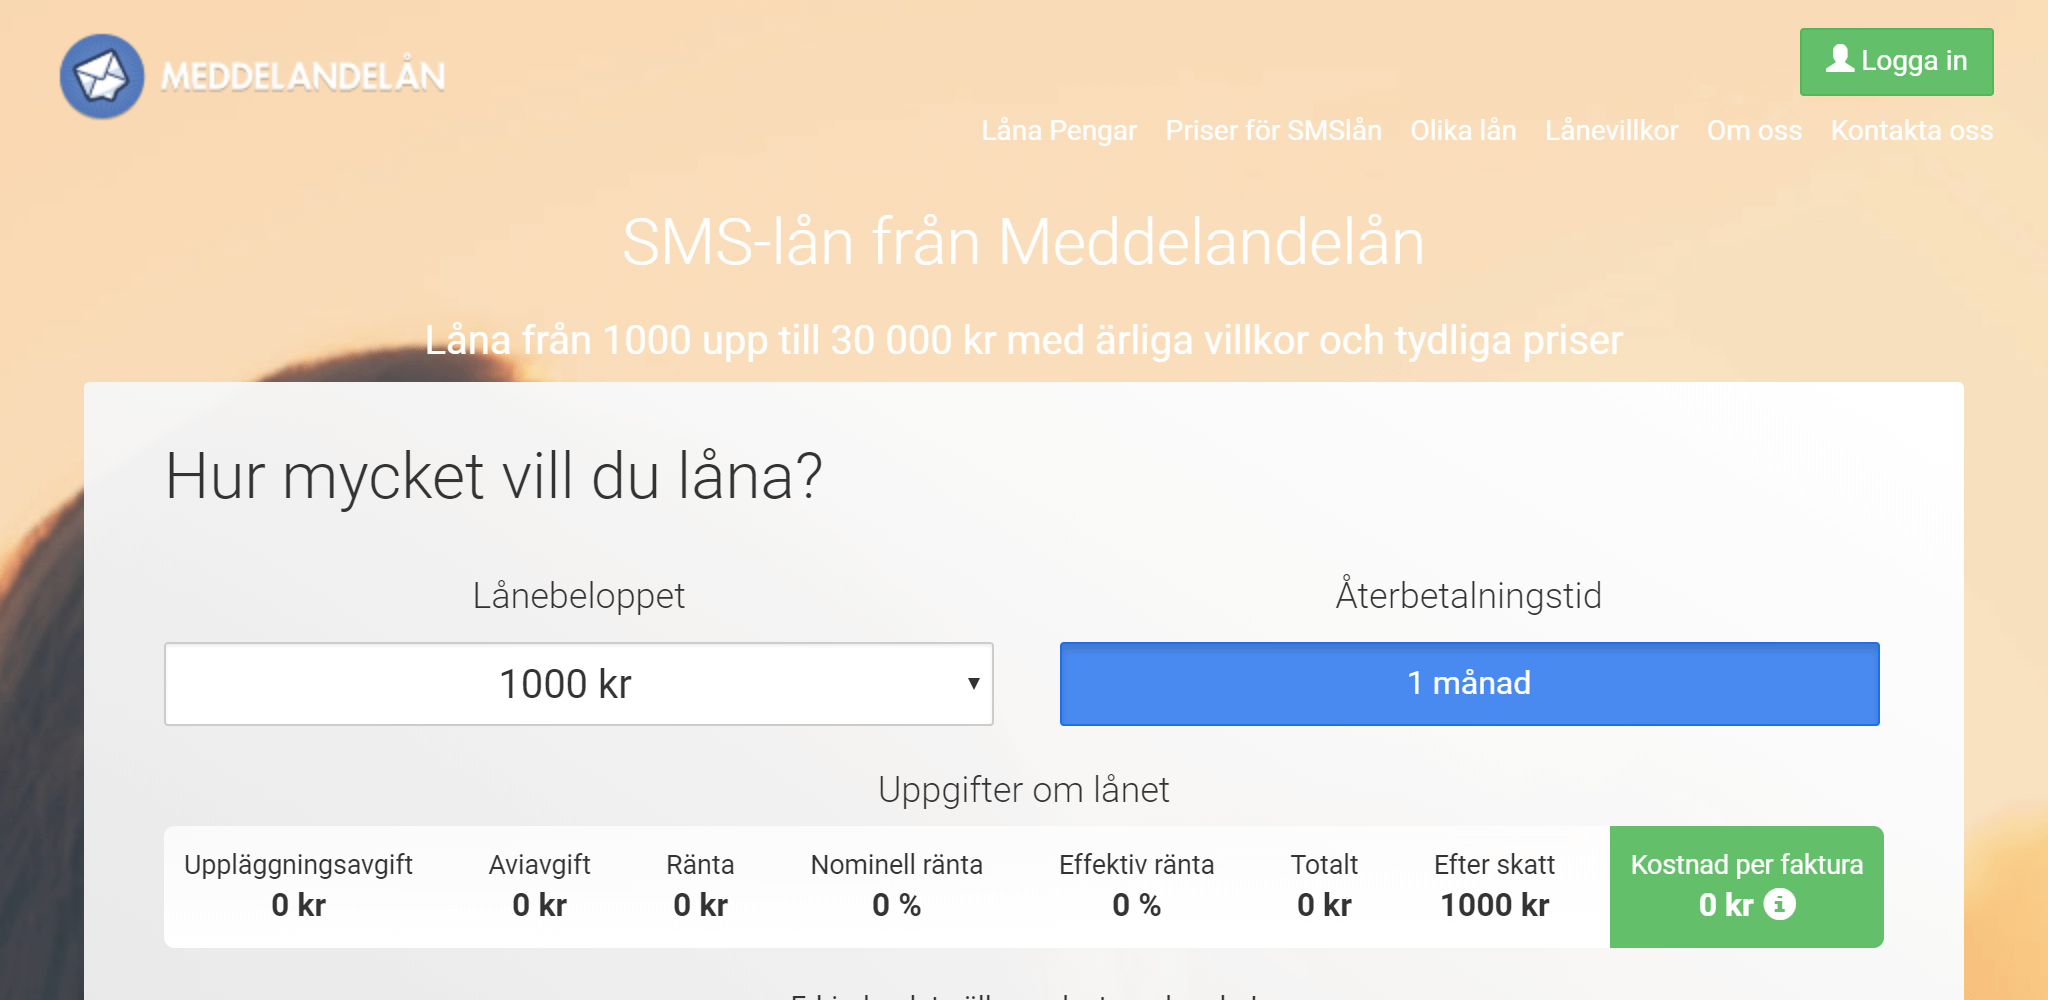 MEDDELANDELÅN
Logga in
Låna Pengar Priser för SMSlån Olika lån Lånevillkor Om oss Kontakta oss
SMS-lån från Meddelandelån
Låna från 1000 upp till 30 000 kr med ärliga villkor och tydliga priser
Hur mycket vill du låna?
Lånebeloppet
1000 kr
Återbetalningstid
1 månad
Uppgifter om lånet
Uppläggningsavgift Aviavgift Ränta Nominell ränta Effektiv ränta Totalt Efter skatt Kostnad per faktura
0 kr 0 kr 0 kr 0 % 0 % 0 kr 1000 kr 0 kr